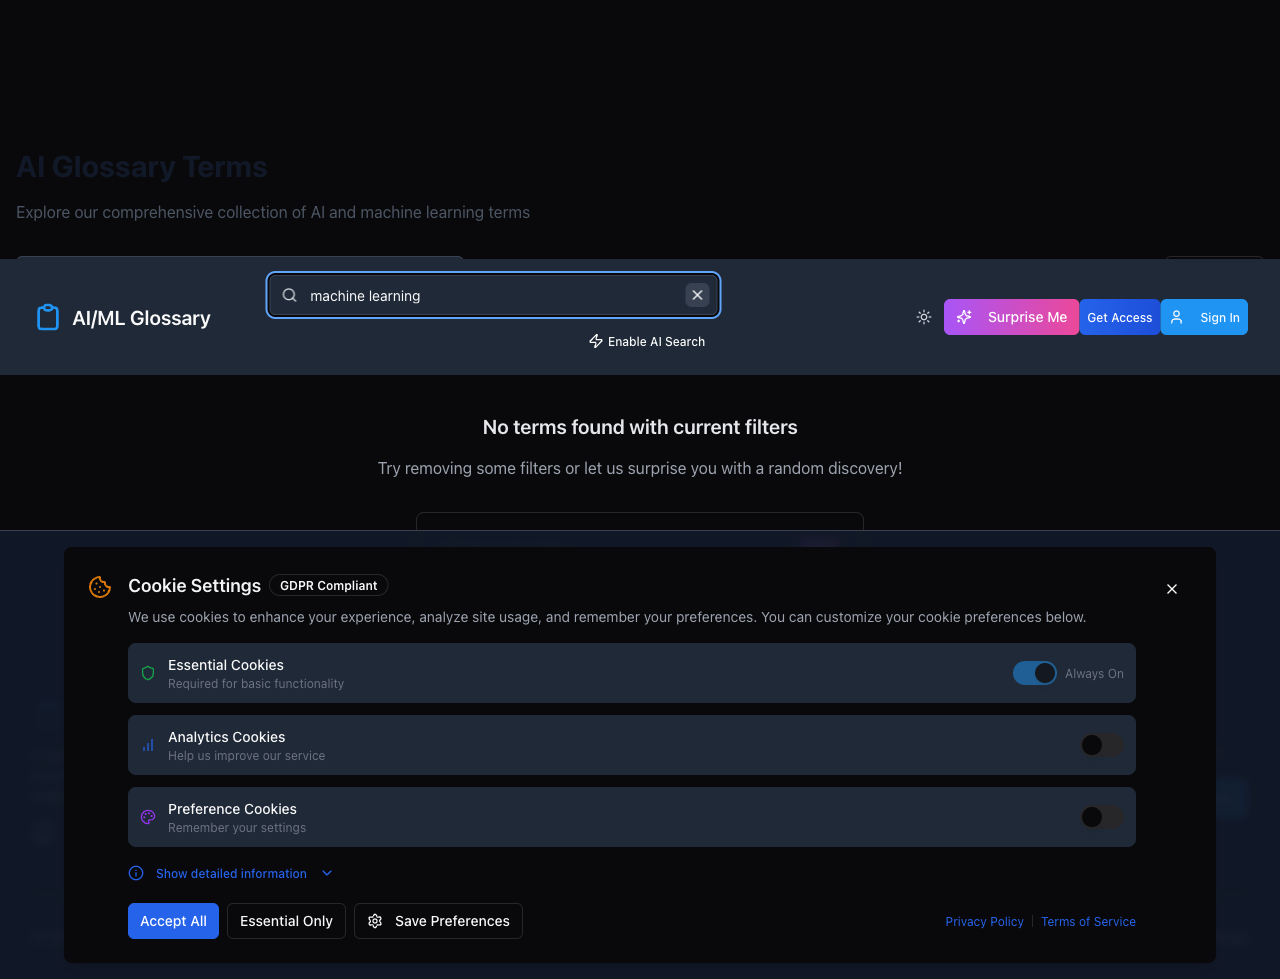 AI Glossary Terms
Explore our comprehensive collection of AI and machine learning terms
AI/ML Glossary
machine learning
Enable AI Search
Surprise Me
Get Access
Sign In
No terms found with current filters
Try removing some filters or let us surprise you with a random discovery!
Cookie Settings
GDPR Compliant
We use cookies to enhance your experience, analyze site usage, and remember your preferences. You can customize your cookie preferences below.
Essential Cookies
Required for basic functionality
Always On
Analytics Cookies
Help us improve our service
Preference Cookies
Remember your settings
Show detailed information
Accept All
Essential Only
Save Preferences
Privacy Policy
Terms of Service